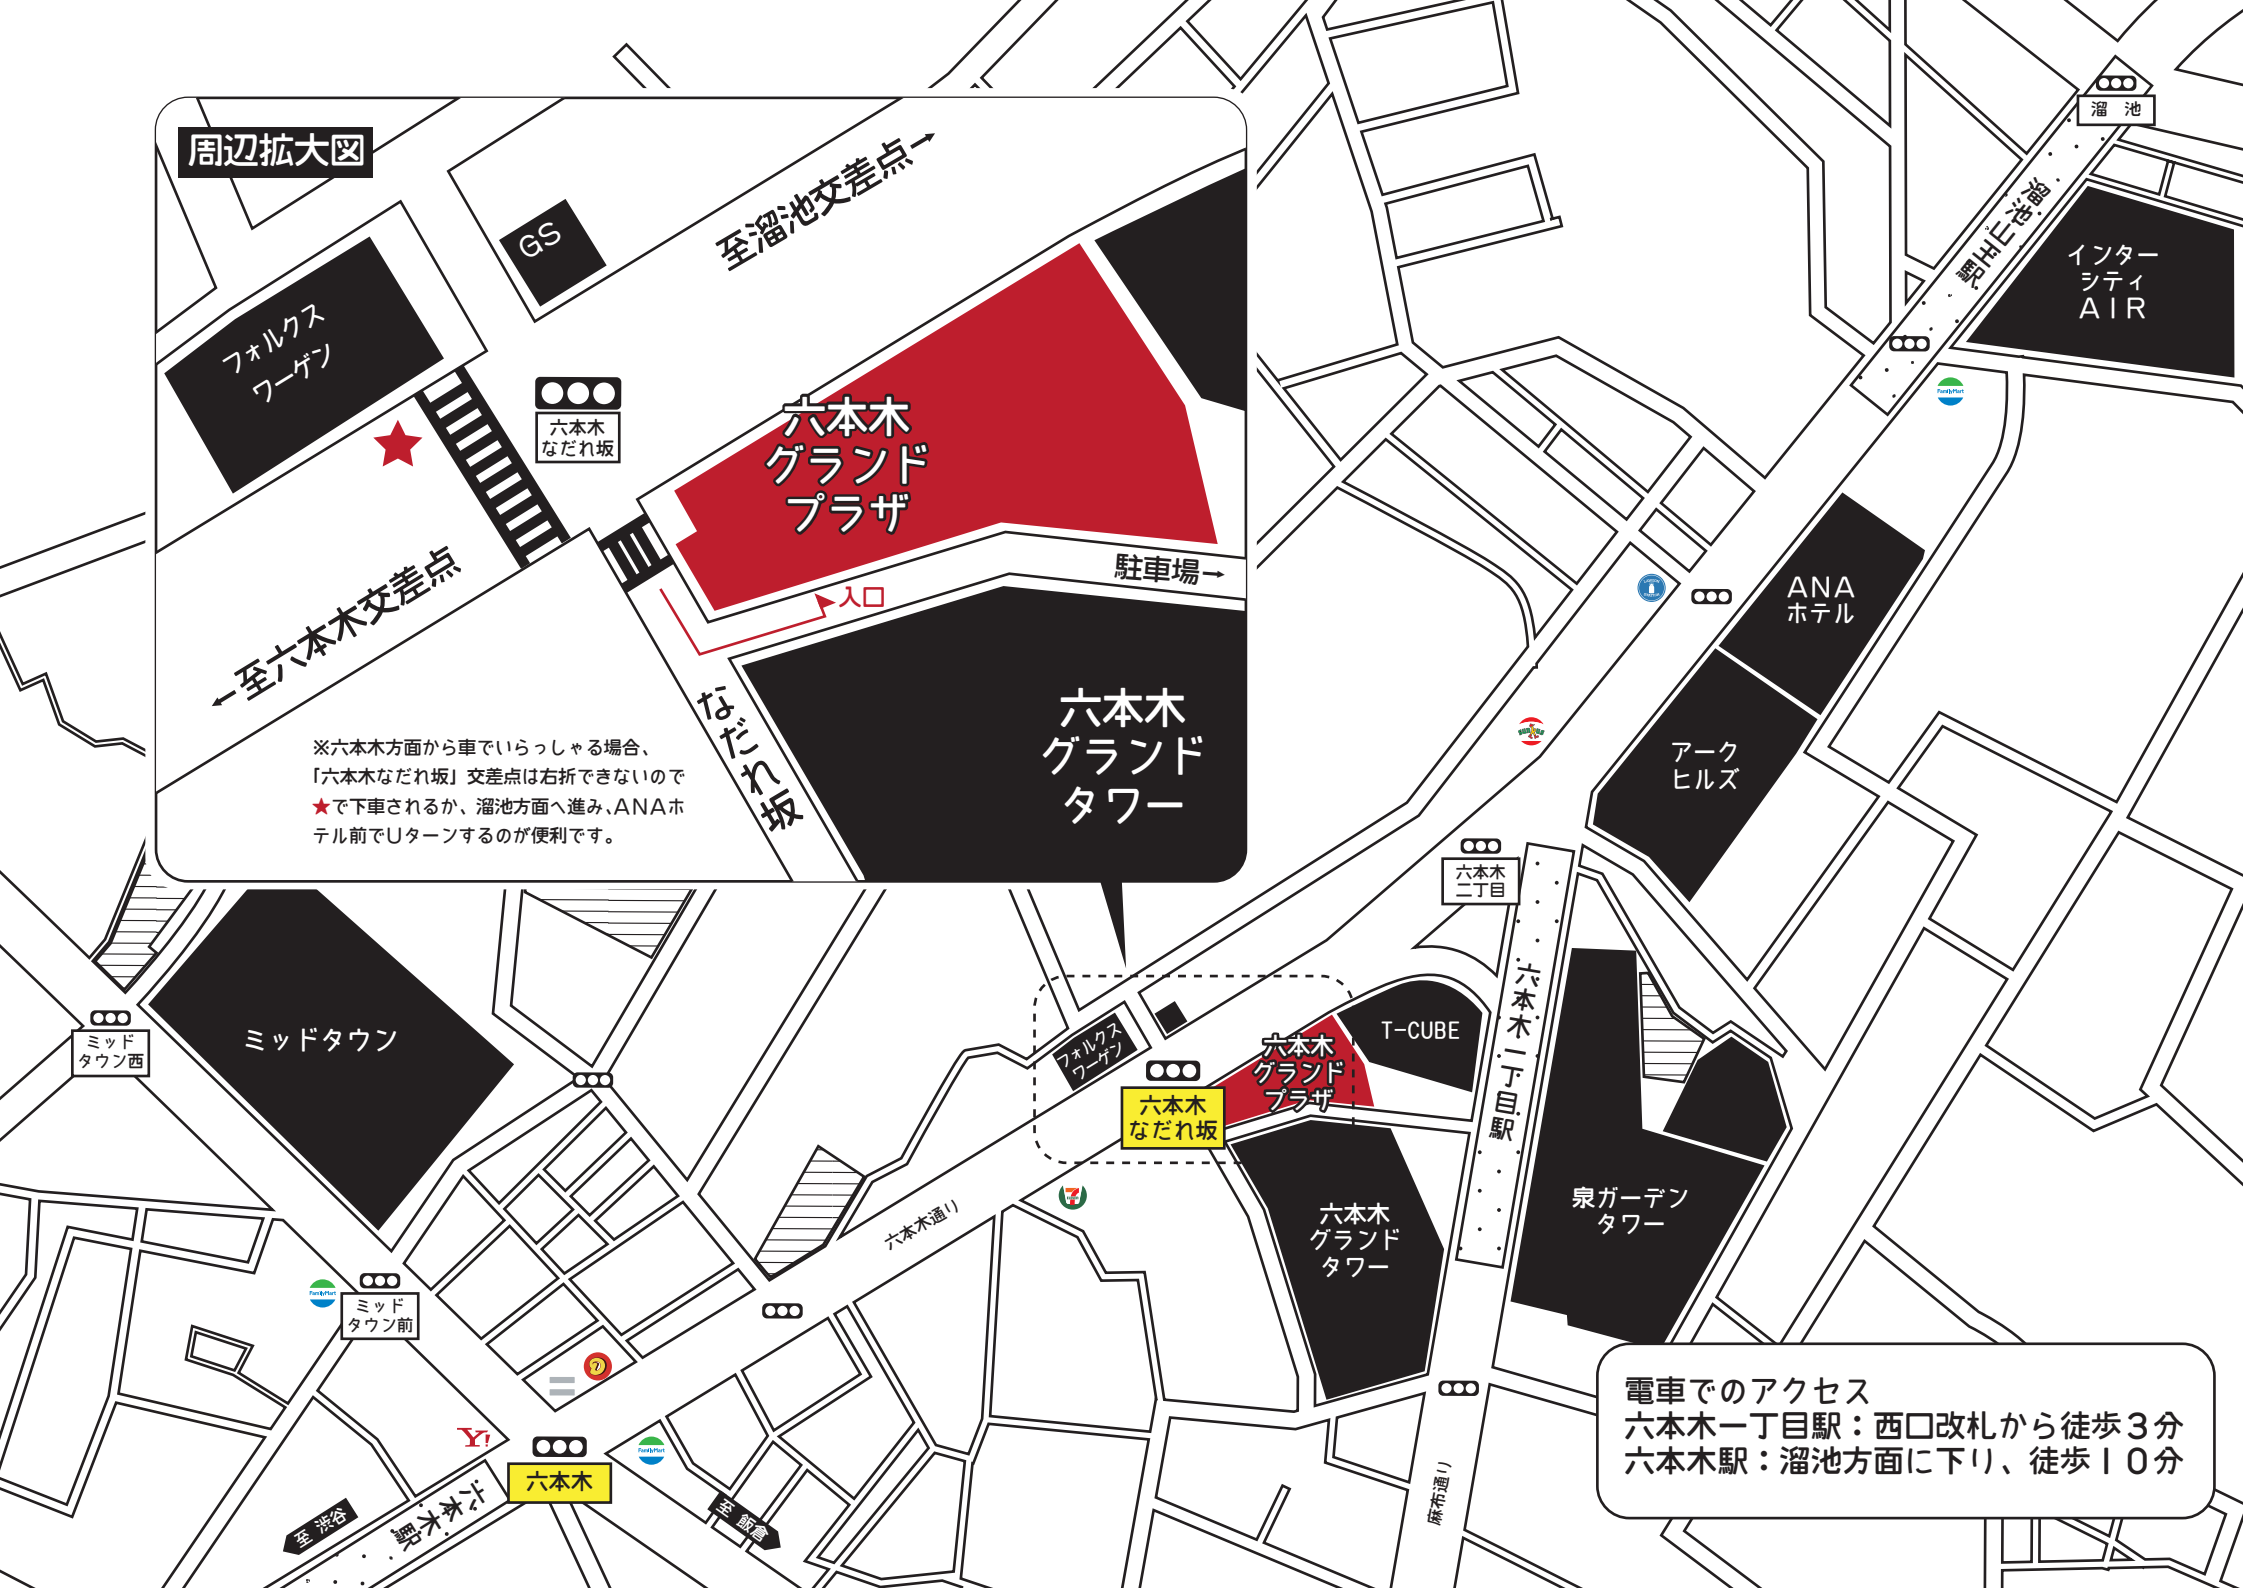 周辺拡大図
GS
至溜池交差点→
フォルクス
ワーゲン
六本木
なだれ坂
六本木
グランド
プラザ
駐車場→
入口
←至六本木交差点
なだれ坂
六本木
グランド
タワー
※六本木方面から車でいらっしゃる場合、
「六本木なだれ坂」交差点は右折できないので
★で下車されるか、溜池方面へ進み、ANAホ
テル前でUターンするのが便利です。
溜　池
溜池山王駅
インター
シティ
AIR
FamilyMart
ANA
ホテル
アーク
ヒルズ
六本木
二丁目
六本木一丁目駅
T-CUBE
フォルクス
ワーゲン
六本木
グランド
プラザ
六本木
なだれ坂
ミッドタウン
ミッド
タウン西
六本木通り
六本木
グランド
タワー
泉ガーデン
タワー
FamilyMart
ミッド
タウン前
Y!
六本木
FamilyMart
至 渋谷
六本木駅
至 飯倉
麻布通り
電車でのアクセス
六本木一丁目駅：西口改札から徒歩３分
六本木駅：溜池方面に下り、徒歩１０分